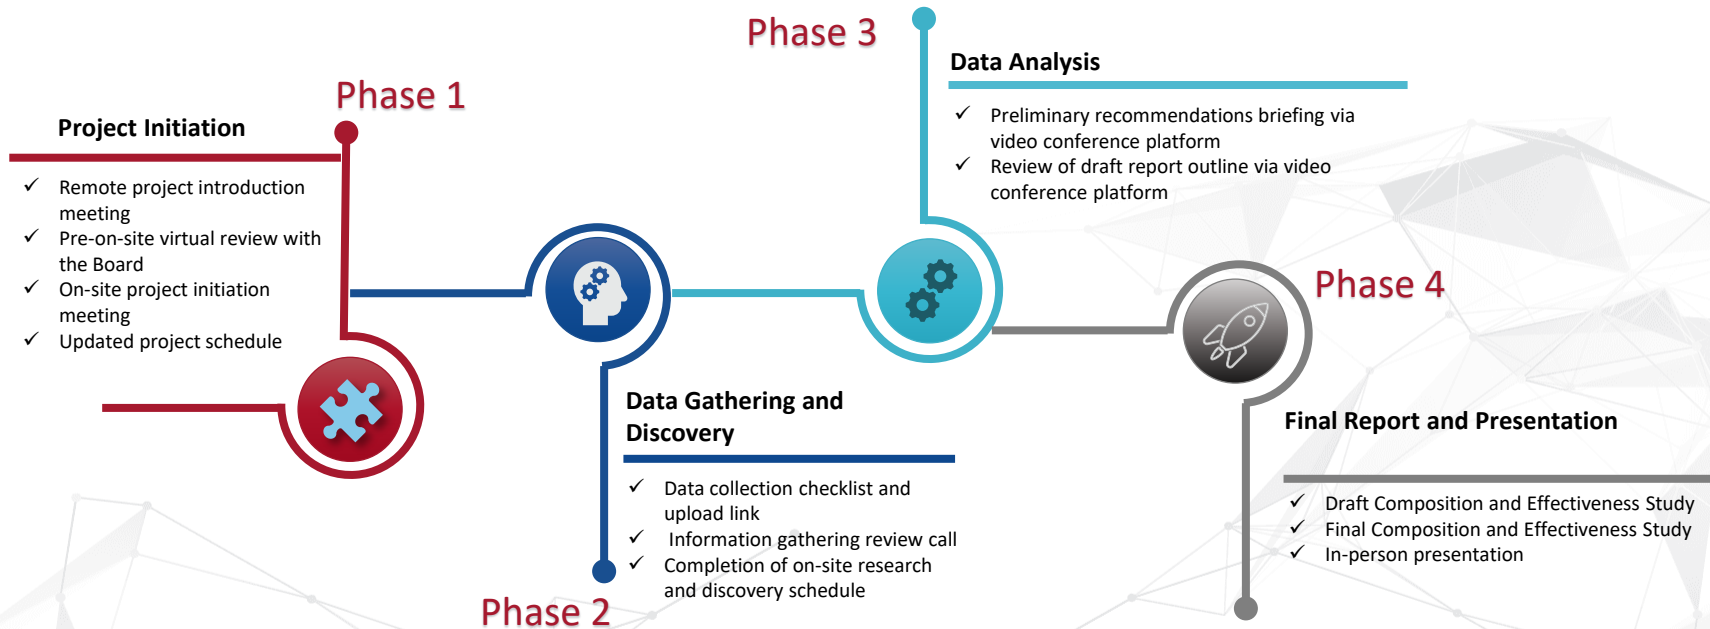 Phase 1
Project Initiation
✓ Remote project introduction
meeting
✓ Pre-on-site virtual review with
the Board
✓ On-site project initiation
meeting
✓ Updated project schedule
Phase 2
Data Gathering and
Discovery
✓ Data collection checklist and
upload link
✓ Information gathering review call
✓ Completion of on-site research
and discovery schedule
Phase 3
Data Analysis
✓ Preliminary recommendations briefing via
video conference platform
✓ Review of draft report outline via video
conference platform
Phase 4
Final Report and Presentation
✓ Draft Composition and Effectiveness Study
✓ Final Composition and Effectiveness Study
✓ In-person presentation